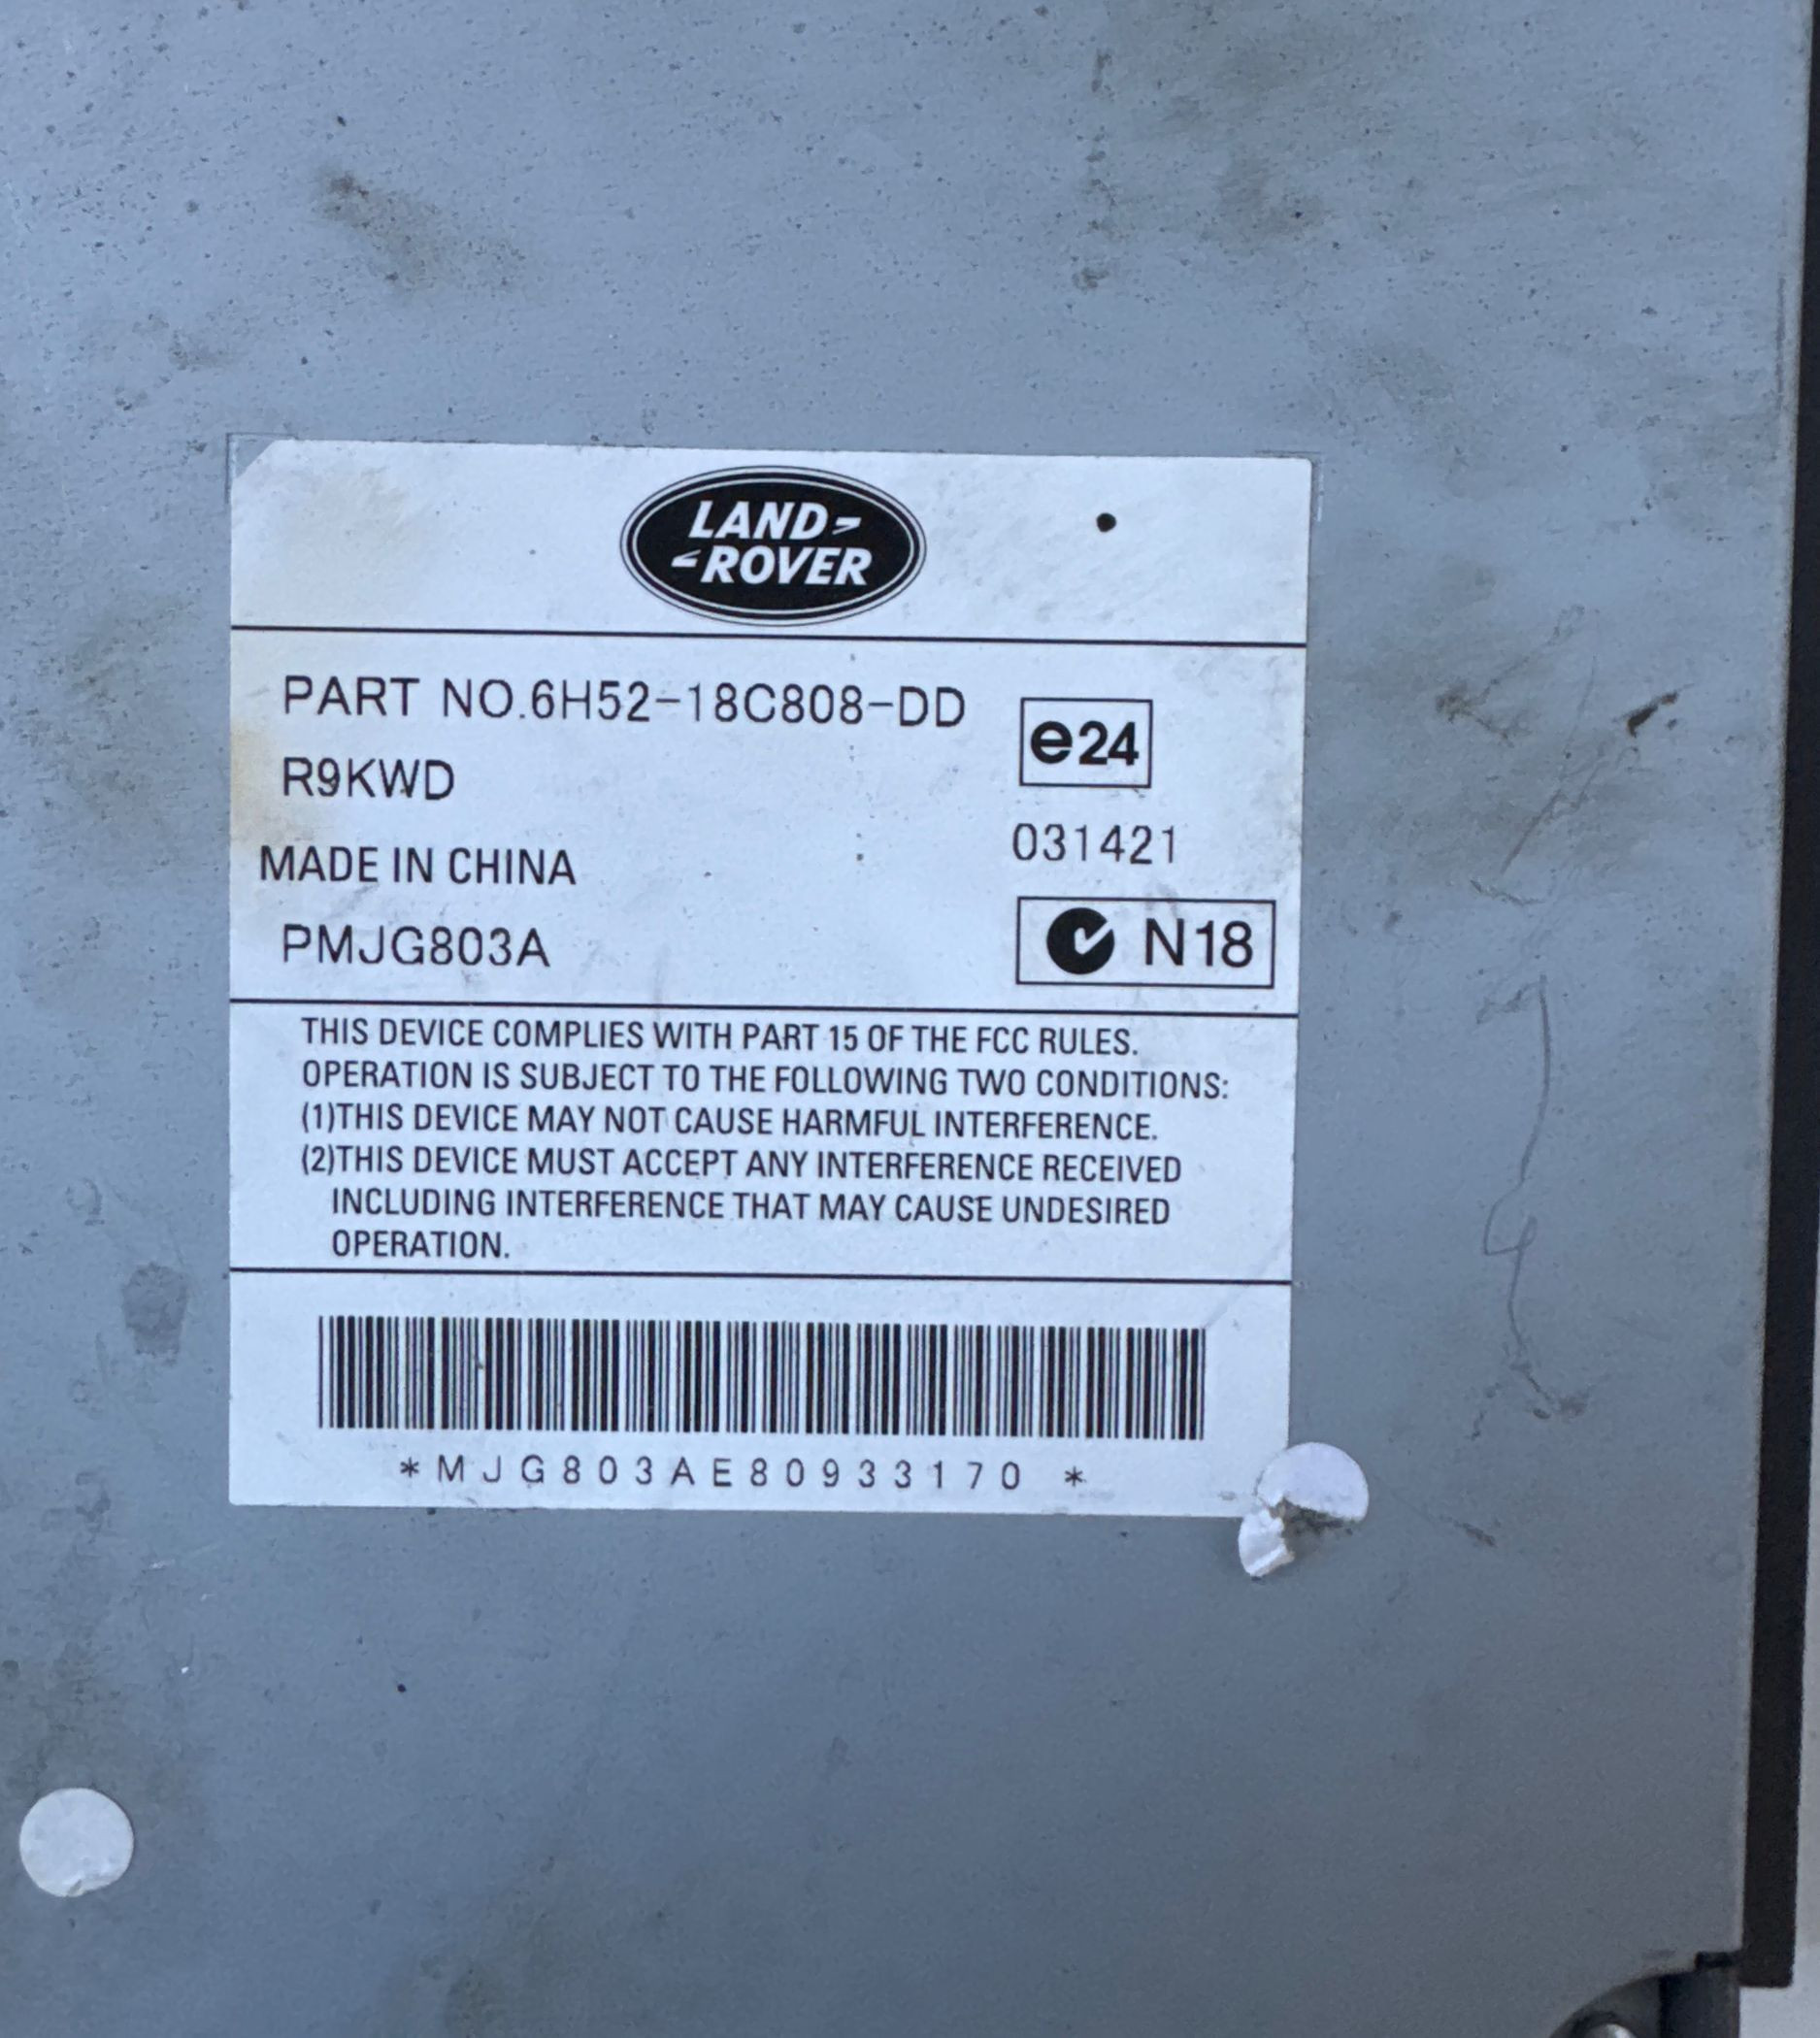 LAND-
-ROVER
PART NO.6H52-18C808-DD
e24
R9KWD
031421
MADE IN CHINA
N18
PMJG803A
THIS DEVICE COMPLIES WITH PART 15 OF THE FCC RULES.
OPERATION IS SUBJECT TO THE FOLLOWING TWO CONDITIONS:
(1)THIS DEVICE MAY NOT CAUSE HARMFUL INTERFERENCE.
(2)THIS DEVICE MUST ACCEPT ANY INTERFERENCE RECEIVED
INCLUDING INTERFERENCE THAT MAY CAUSE UNDESIRED
OPERATION.
*MJG803AE80933170 *